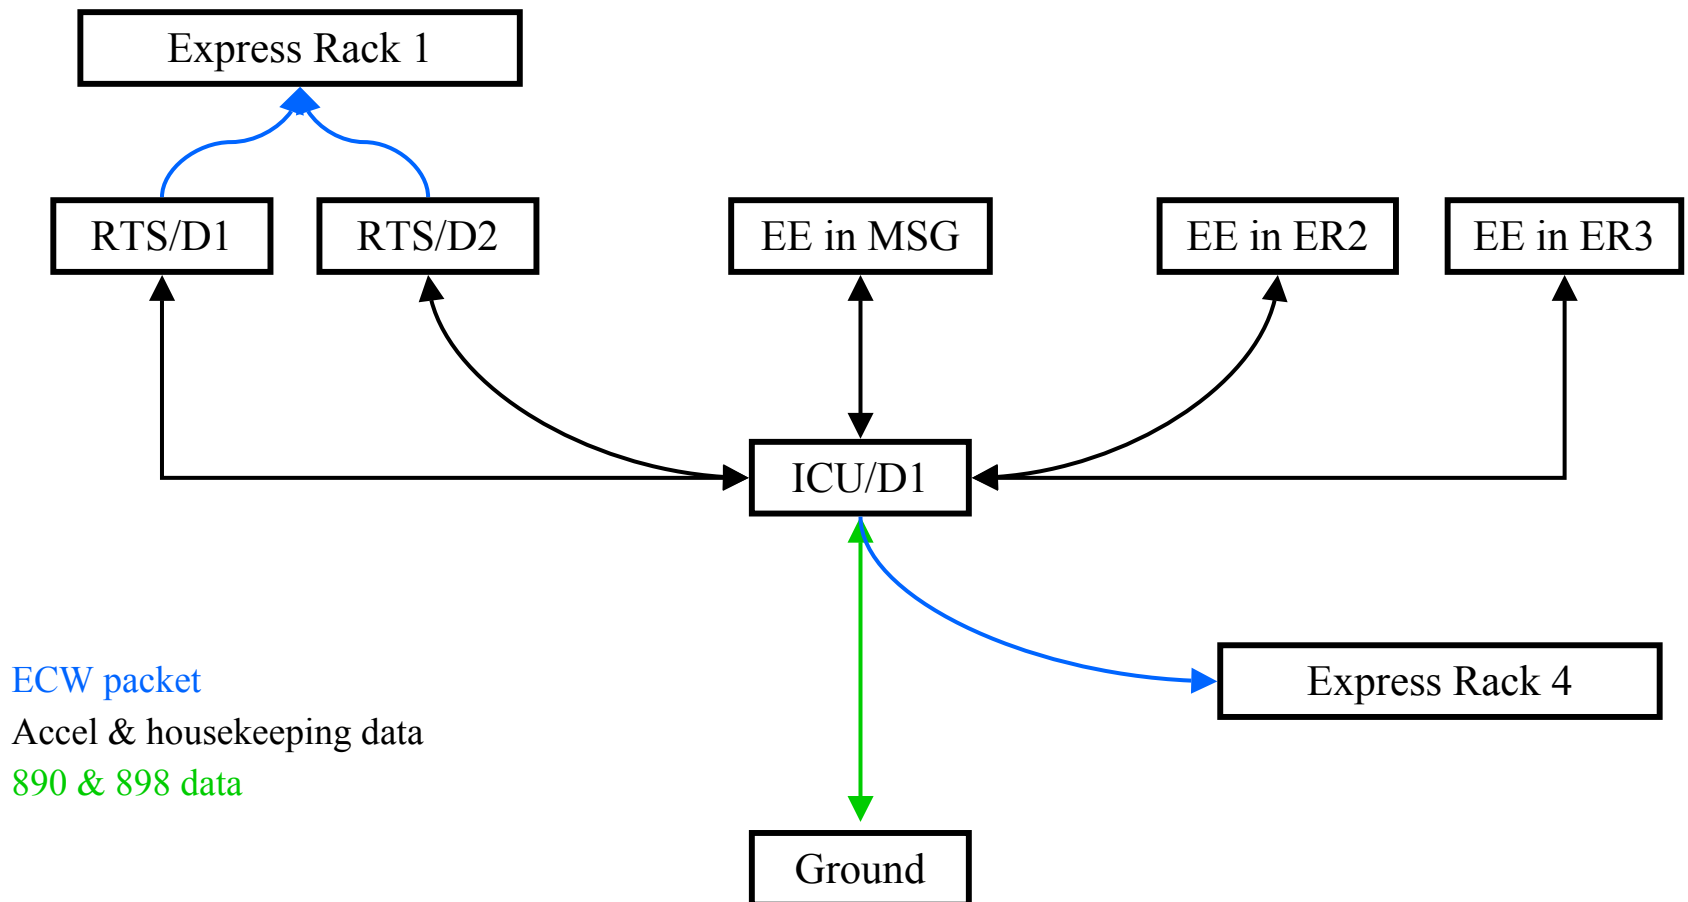 Express Rack 1
RTS/D1
RTS/D2
EE in MSG
EE in ER2
EE in ER3
ICU/D1
ECW packet
Express Rack 4
Accel & housekeeping data
890 & 898 data
Ground